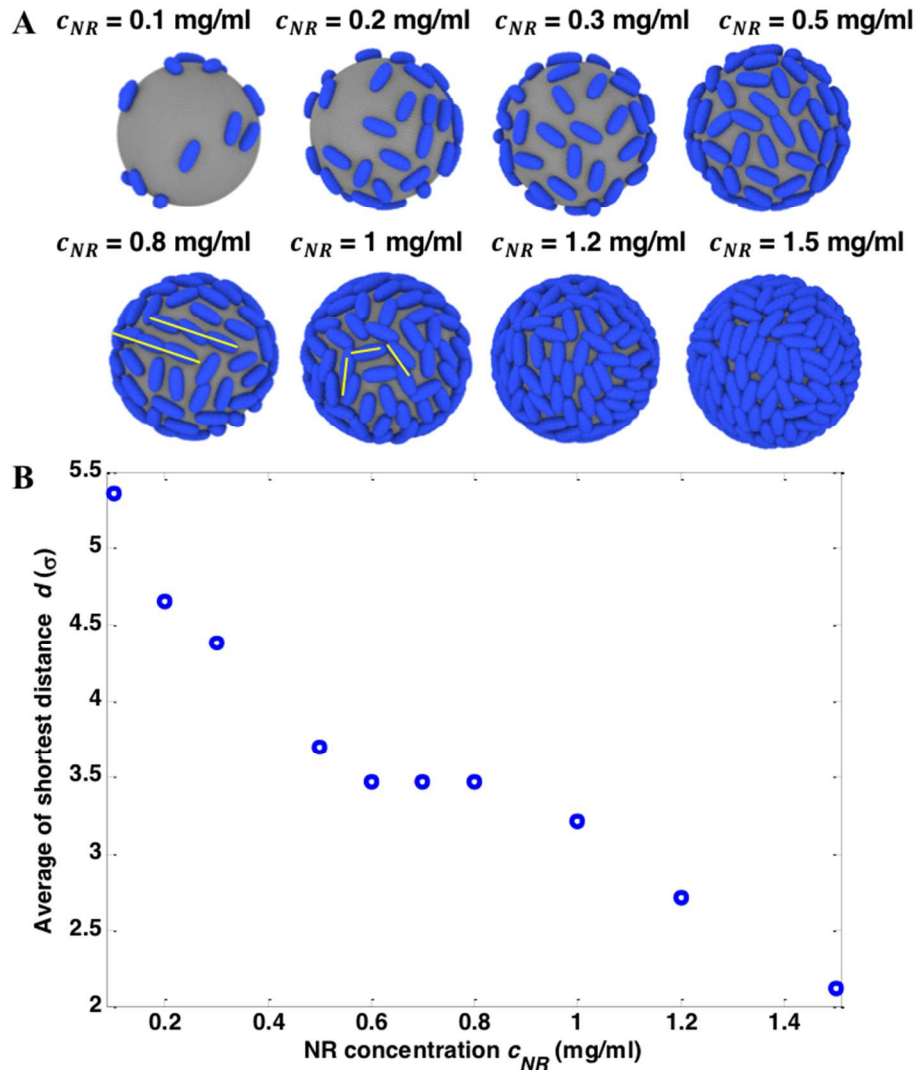 A
c_NR = 0.1 mg/ml c_NR = 0.2 mg/ml c_NR = 0.3 mg/ml c_NR = 0.5 mg/ml
c_NR = 0.8 mg/ml c_NR = 1 mg/ml c_NR = 1.2 mg/ml c_NR = 1.5 mg/ml
B
Average of shortest distance d (σ)
5.5
5
4.5
4
3.5
3
2.5
2
0.2 0.4 0.6 0.8 1 1.2 1.4
NR concentration c_NR (mg/ml)